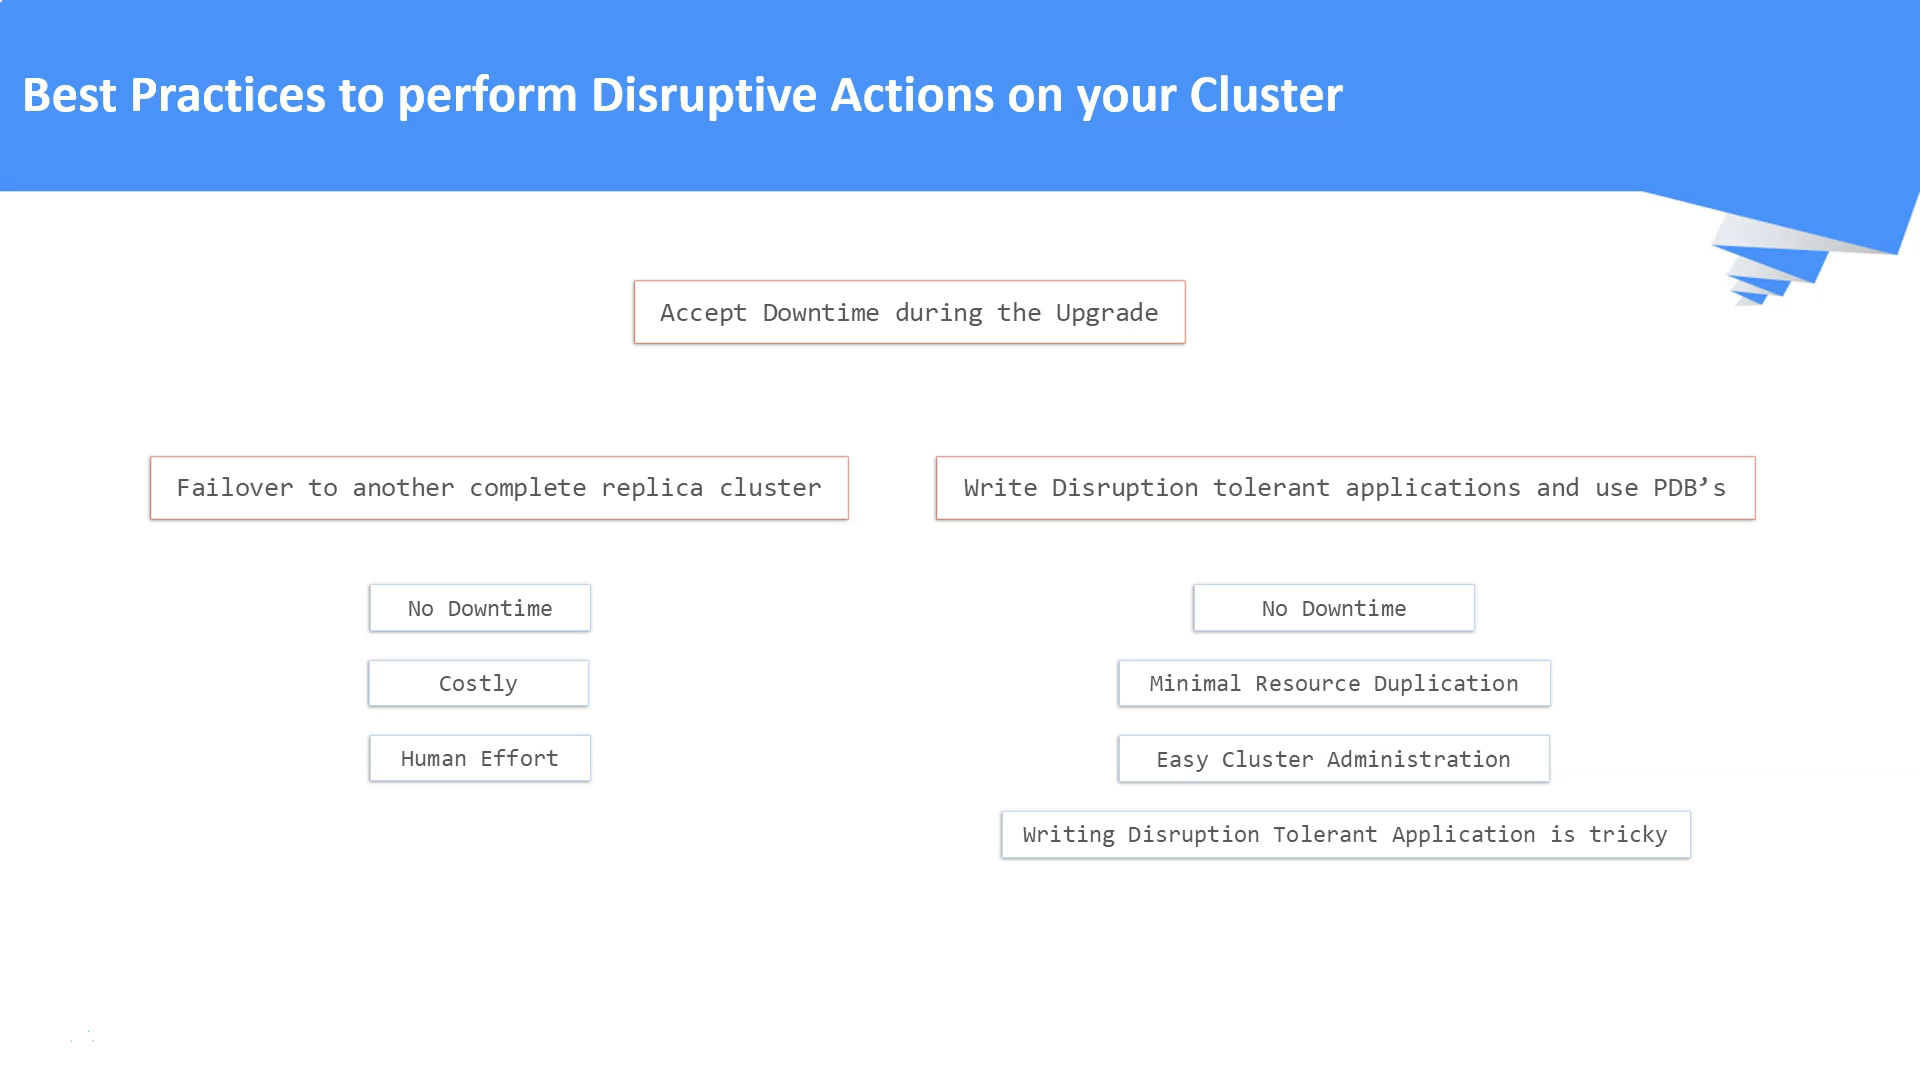 Best Practices to perform Disruptive Actions on your Cluster
Accept Downtime during the Upgrade
Failover to another complete replica cluster
No Downtime
Costly
Human Effort
Write Disruption tolerant applications and use PDB’s
No Downtime
Minimal Resource Duplication
Easy Cluster Administration
Writing Disruption Tolerant Application is tricky